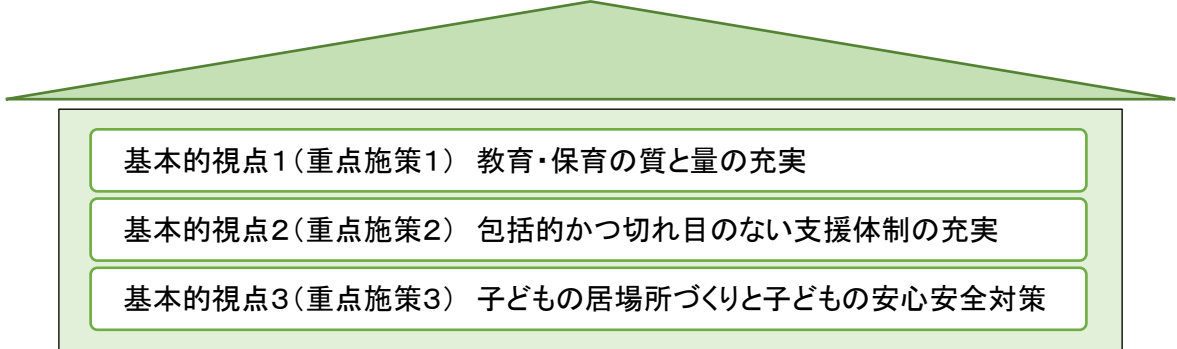 基本的視点1（重点施策1） 教育・保育の質と量の充実
基本的視点2（重点施策2） 包括的かつ切れ目のない支援体制の充実
基本的視点3（重点施策3） 子どもの居場所づくりと子どもの安心安全対策